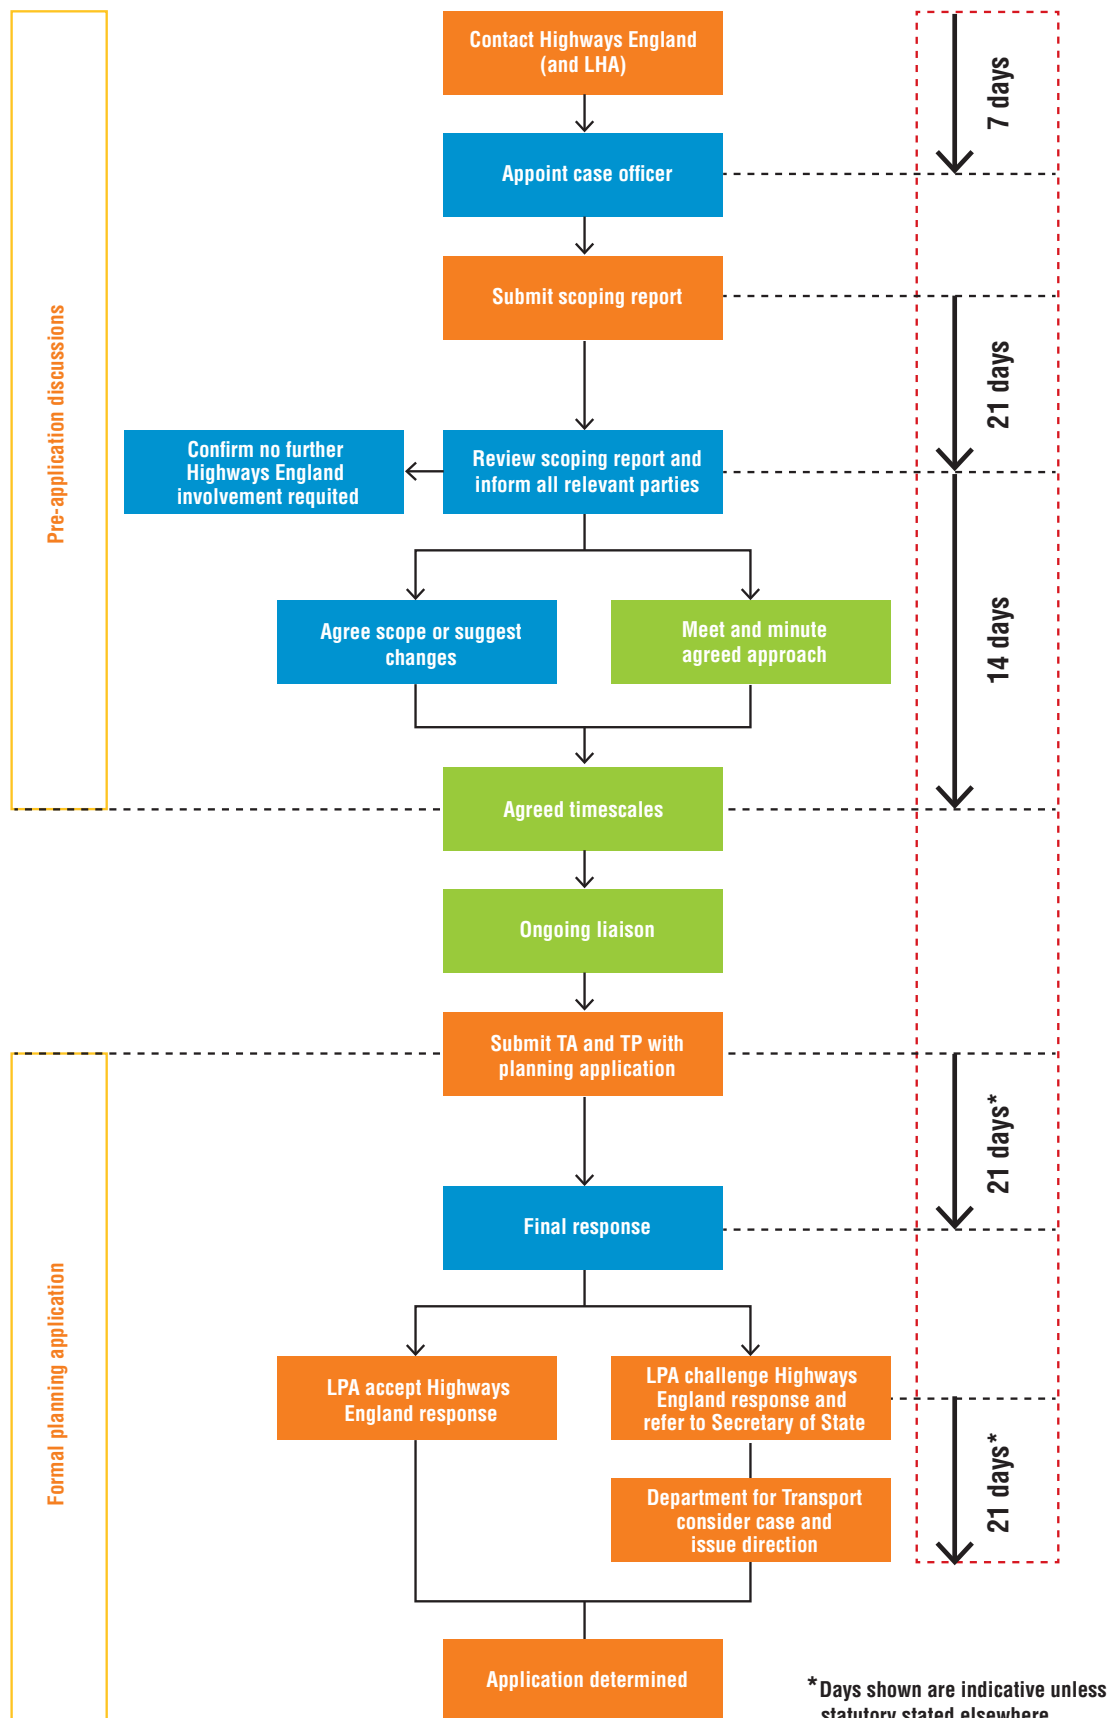 Contact Highways England
(and LHA)
7 days
Appoint case officer
Submit scoping report
21 days
Pre-application discussions
Confirm no further
Highways England
involvement requited
Review scoping report and
inform all relevant parties
Agree scope or suggest
changes
Meet and minute
agreed approach
14 days
Agreed timescales
Ongoing liaison
Submit TA and TP with
planning application
21 days*
Final response
Formal planning application
LPA accept Highways
England response
LPA challenge Highways
England response and
refer to Secretary of State
21 days*
Department for Transport
consider case and
issue direction
Application determined
*Days shown are indicative unless
statutory stated elsewhere